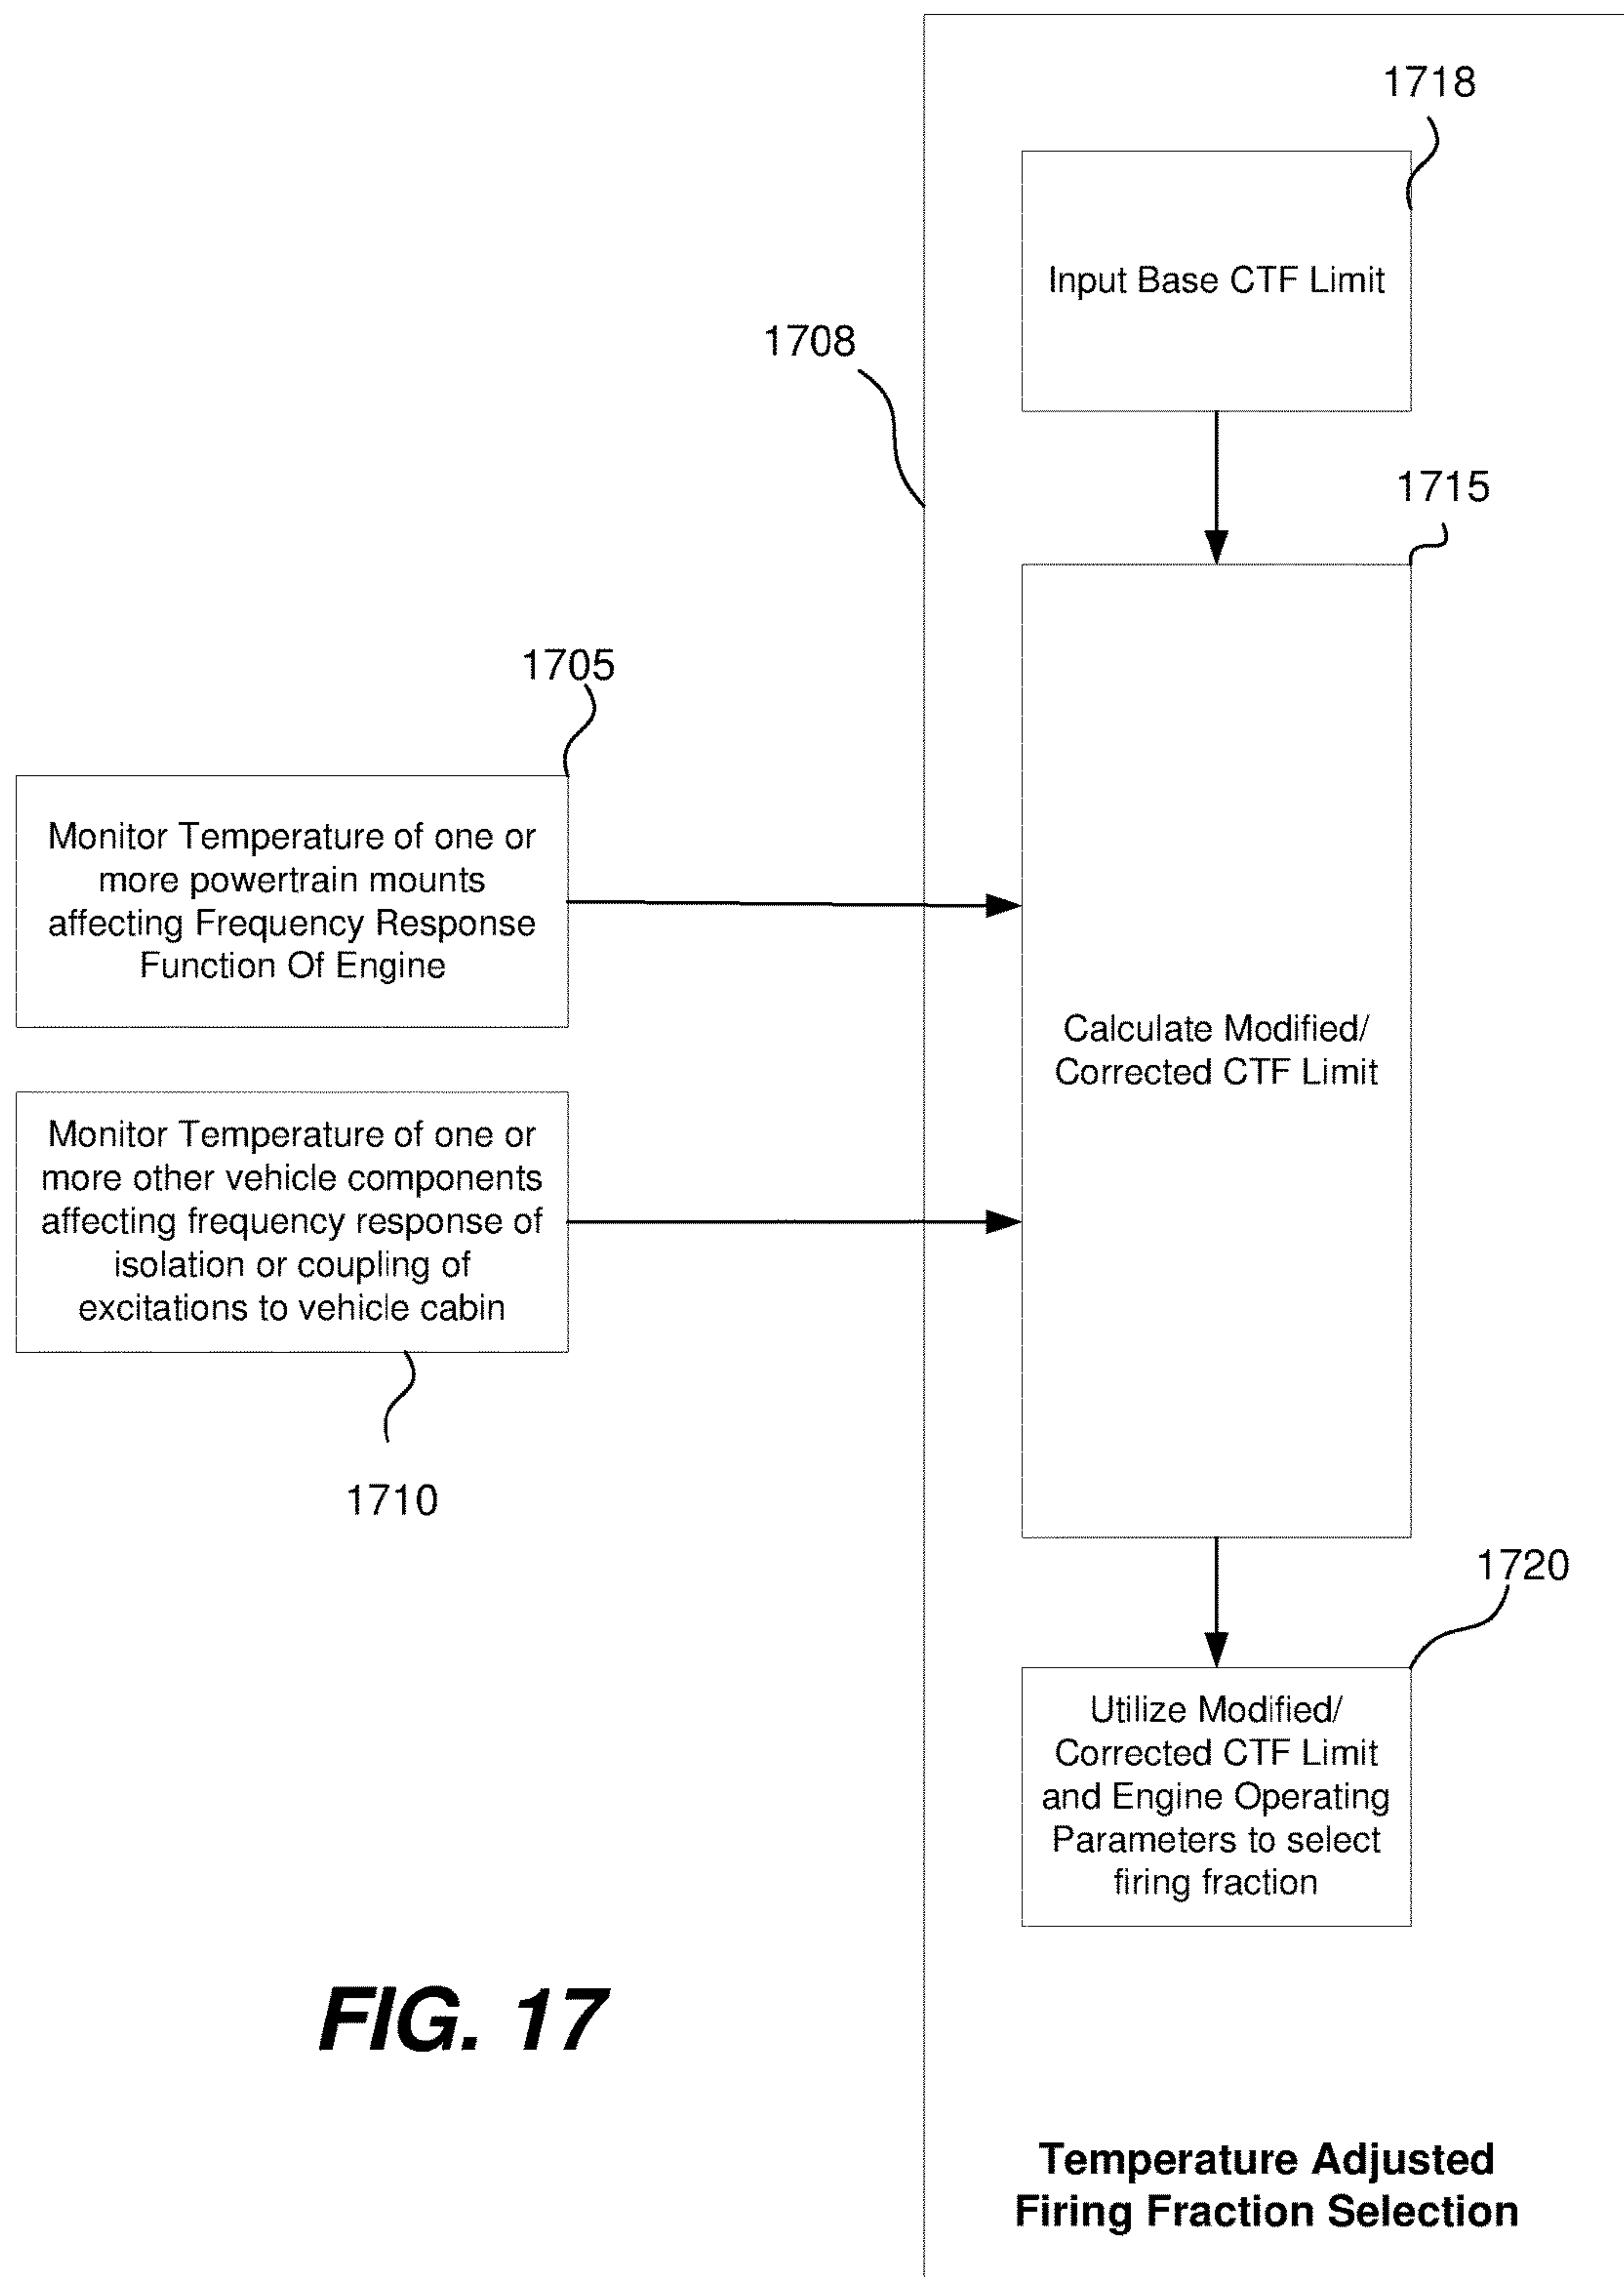 1718
Input Base CTF Limit
1708
1715
1705
Monitor Temperature of one or
more powertrain mounts
affecting Frequency Response
Function Of Engine
Calculate Modified/
Corrected CTF Limit
Monitor Temperature of one or
more other vehicle components
affecting frequency response of
isolation or coupling of
excitations to vehicle cabin
1710
1720
Utilize Modified/
Corrected CTF Limit
and Engine Operating
Parameters to select
firing fraction
FIG. 17
Temperature Adjusted
Firing Fraction Selection